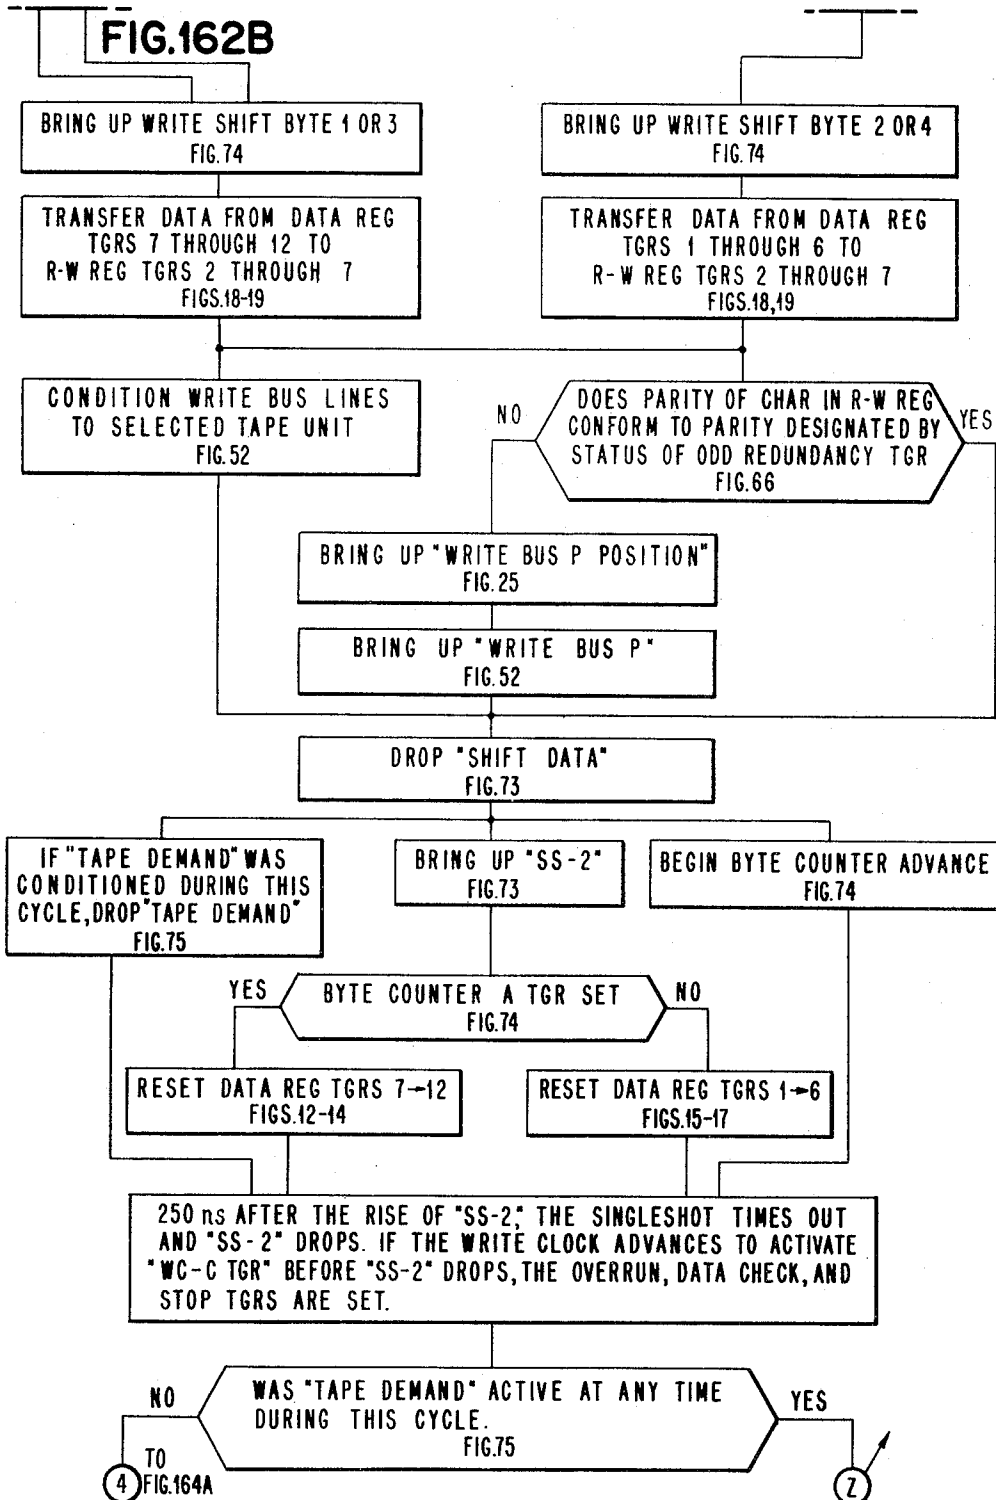 FIG.162B
BRING UP WRITE SHIFT BYTE 1 OR 3
FIG.74
BRING UP WRITE SHIFT BYTE 2 OR 4
FIG.74
TRANSFER DATA FROM DATA REG
TGRS 7 THROUGH 12 TO
R-W REG TGRS 2 THROUGH 7
FIGS.18-19
TRANSFER DATA FROM DATA REG
TGRS 1 THROUGH 6 TO
R-W REG TGRS 2 THROUGH 7
FIGS.18,19
CONDITION WRITE BUS LINES
TO SELECTED TAPE UNIT
FIG.52
NO
DOES PARITY OF CHAR IN R-W REG
CONFORM TO PARITY DESIGNATED BY
STATUS OF ODD REDUNDANCY TGR
FIG.66
YES
BRING UP "WRITE BUS P POSITION"
FIG.25
BRING UP "WRITE BUS P"
FIG.52
DROP "SHIFT DATA"
FIG.73
IF "TAPE DEMAND" WAS
CONDITIONED DURING THIS
CYCLE, DROP "TAPE DEMAND"
FIG.75
BRING UP "SS-2"
FIG.73
BEGIN BYTE COUNTER ADVANCE
FIG.74
YES
BYTE COUNTER A TGR SET
FIG.74
NO
RESET DATA REG TGRS 7→12
FIGS.12-14
RESET DATA REG TGRS 1→6
FIGS.15-17
250 ns AFTER THE RISE OF "SS-2," THE SINGLESHOT TIMES OUT
AND "SS-2" DROPS. IF THE WRITE CLOCK ADVANCES TO ACTIVATE
"WC-C TGR" BEFORE "SS-2" DROPS, THE OVERRUN, DATA CHECK, AND
STOP TGRS ARE SET.
NO
WAS "TAPE DEMAND" ACTIVE AT ANY TIME
DURING THIS CYCLE.
FIG.75
YES
4
TO
FIG.164A
Z